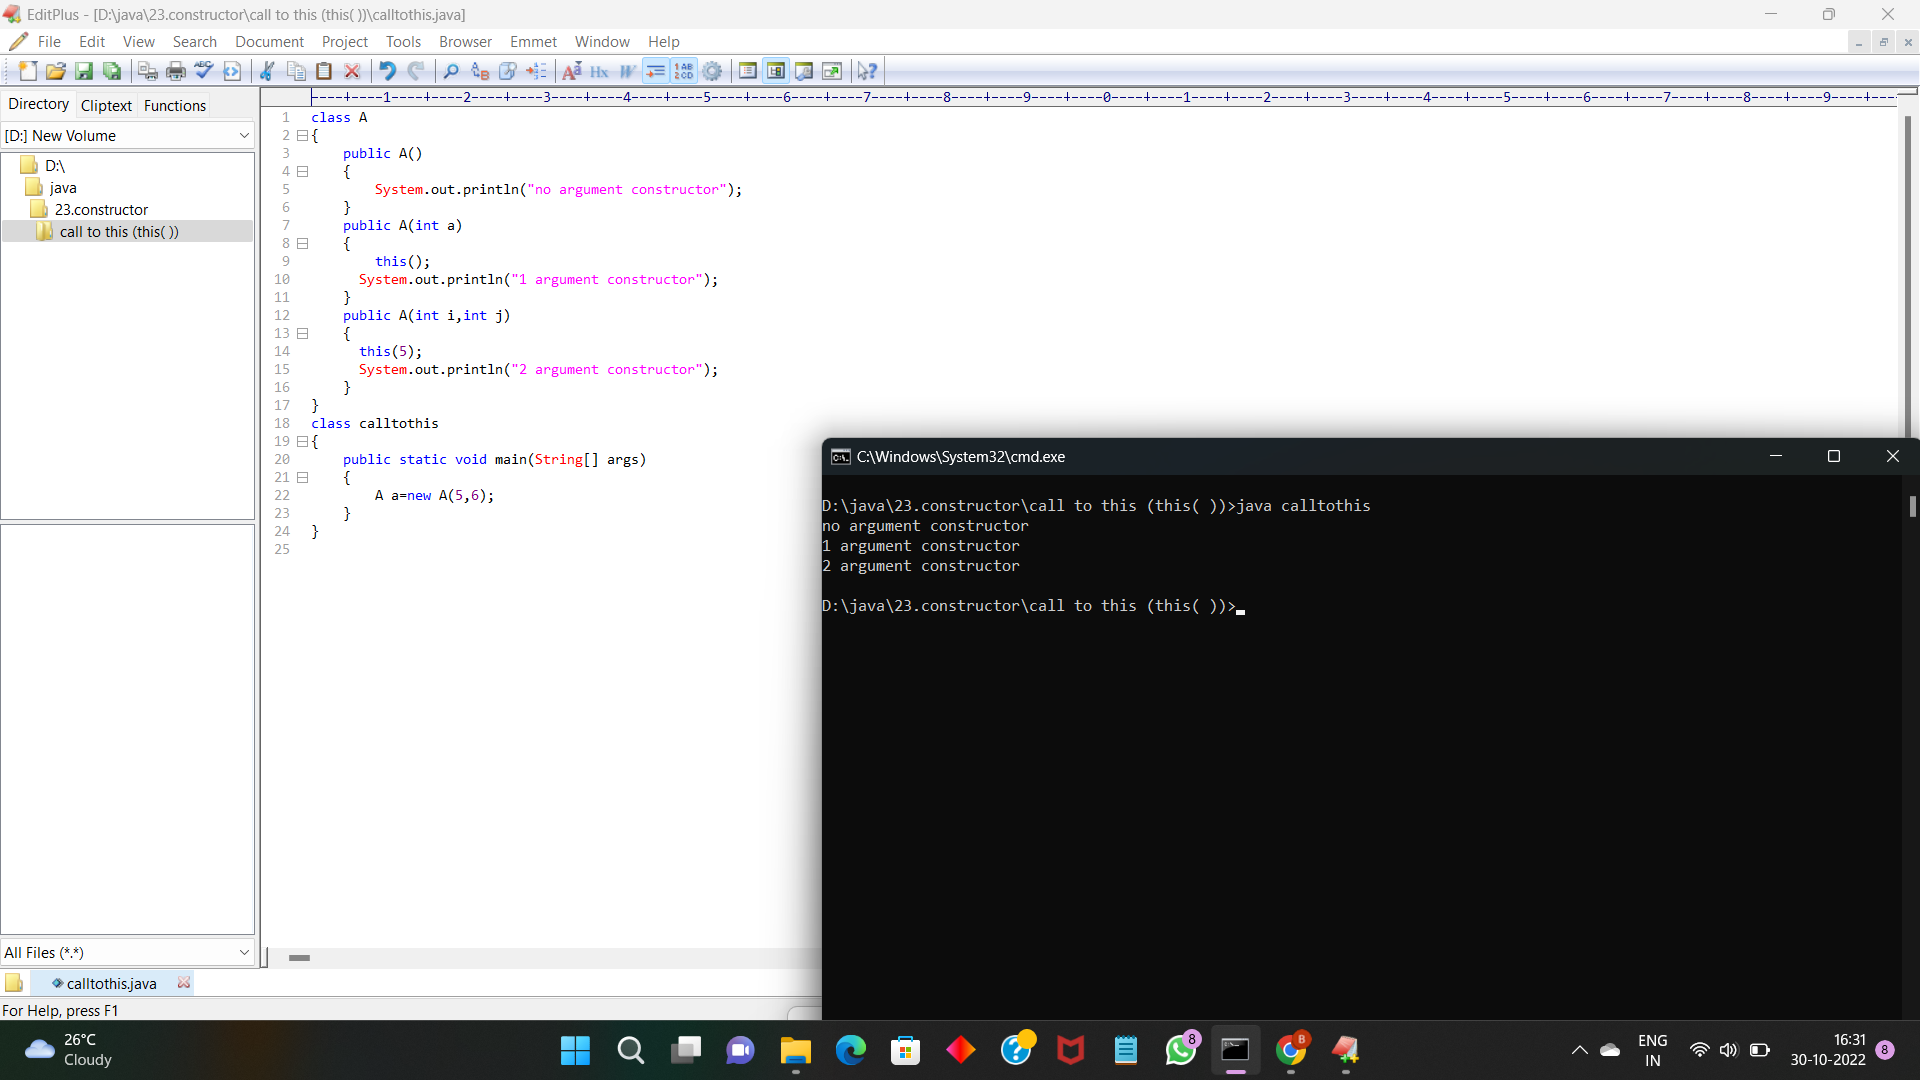 EditPlus - [D:\java\23.constructor\call to this (this( ))\calltothis.java]
File Edit View Search Document Project Tools Browser Emmet Window Help
Directory Cliptext Functions
[D:] New Volume
D:\
java
23.constructor
call to this (this( ))
----+----1----+----2----+----3----+----4----+----5----+----6----+----7----+----8----+----9----+----0----+----1----+----2----+----3----+----4----+----5----+----6----+----7----+----8----+----9----+---
1 class A
2 {
3 public A()
4 {
5 System.out.println("no argument constructor");
6 }
7 public A(int a)
8 {
9 this();
10 System.out.println("1 argument constructor");
11 }
12 public A(int i,int j)
13 {
14 this(5);
15 System.out.println("2 argument constructor");
16 }
17 }
18 class calltothis
19 {
20 public static void main(String[] args)
21 {
22 A a=new A(5,6);
23 }
24 }
25
C:\Windows\System32\cmd.exe
D:\java\23.constructor\call to this (this( ))>java calltothis
no argument constructor
1 argument constructor
2 argument constructor
D:\java\23.constructor\call to this (this( ))>
All Files (*.*)
calltothis.java
For Help, press F1
26°C
Cloudy
8
B
ENG
IN
16:31
30-10-2022
8